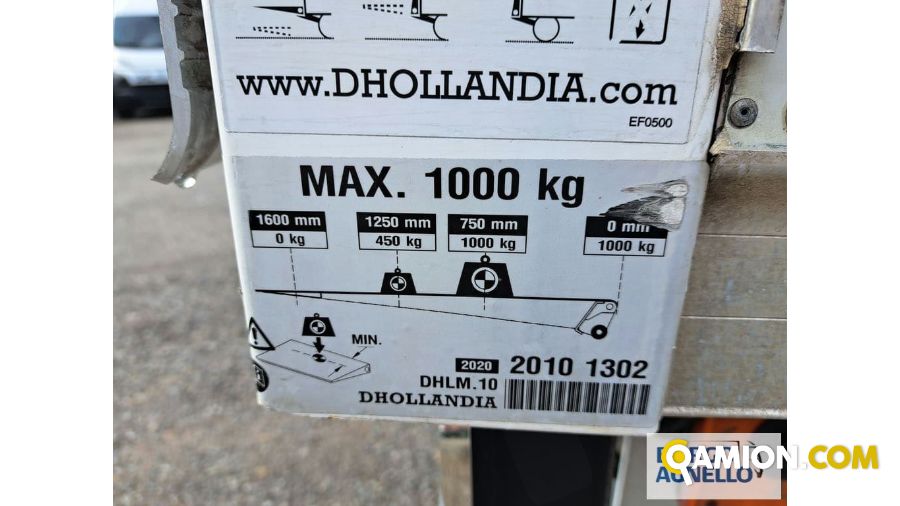 www.DHOLLANDIA.com
EF0500
MAX. 1000 kg
1600 mm 1250 mm 750 mm 0 mm
0 kg 450 kg 1000 kg 1000 kg
MIN.
2020 2010 1302
DHLM.10
DHOLLANDIA
QAMION.COM
AGNELLO